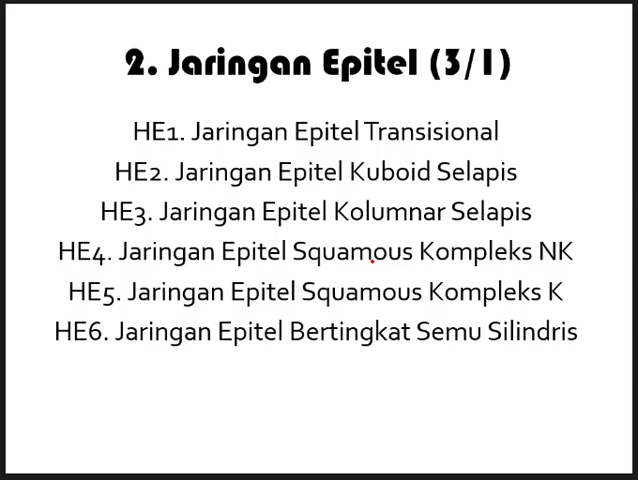 2. Jaringan Epitel (3/1)
HE1. Jaringan Epitel Transisional
HE2. Jaringan Epitel Kuboid Selapis
HE3. Jaringan Epitel Kolumnar Selapis
HE4. Jaringan Epitel Squamous Kompleks NK
HE5. Jaringan Epitel Squamous Kompleks K
HE6. Jaringan Epitel Bertingkat Semu Silindris